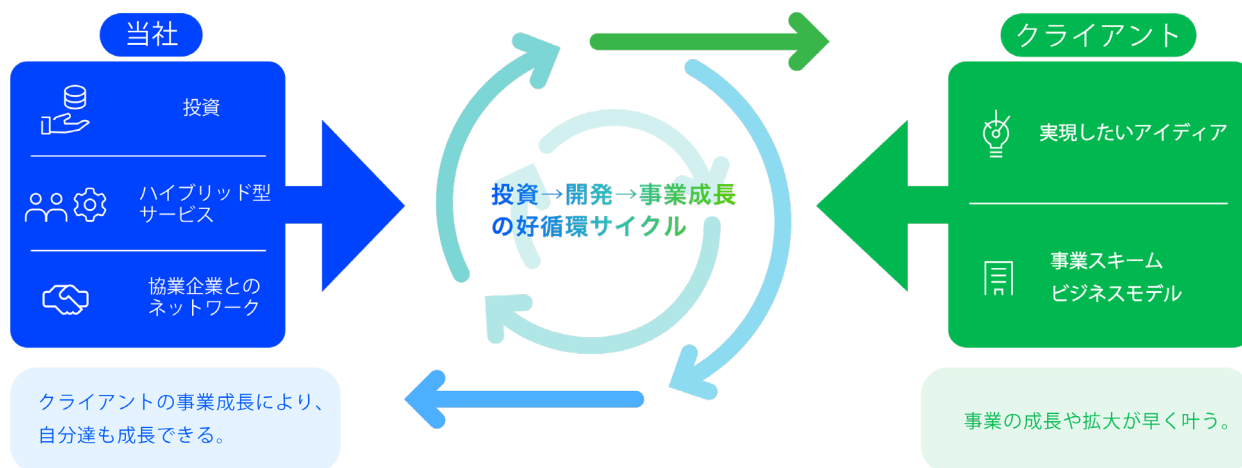 当社
投資
ハイブリッド型
サービス
協業企業との
ネットワーク
クライアントの事業成長により、
自分達も成長できる。
投資→開発→事業成長
の好循環サイクル
クライアント
実現したいアイディア
事業スキーム
ビジネスモデル
事業の成長や拡大が早く叶う。